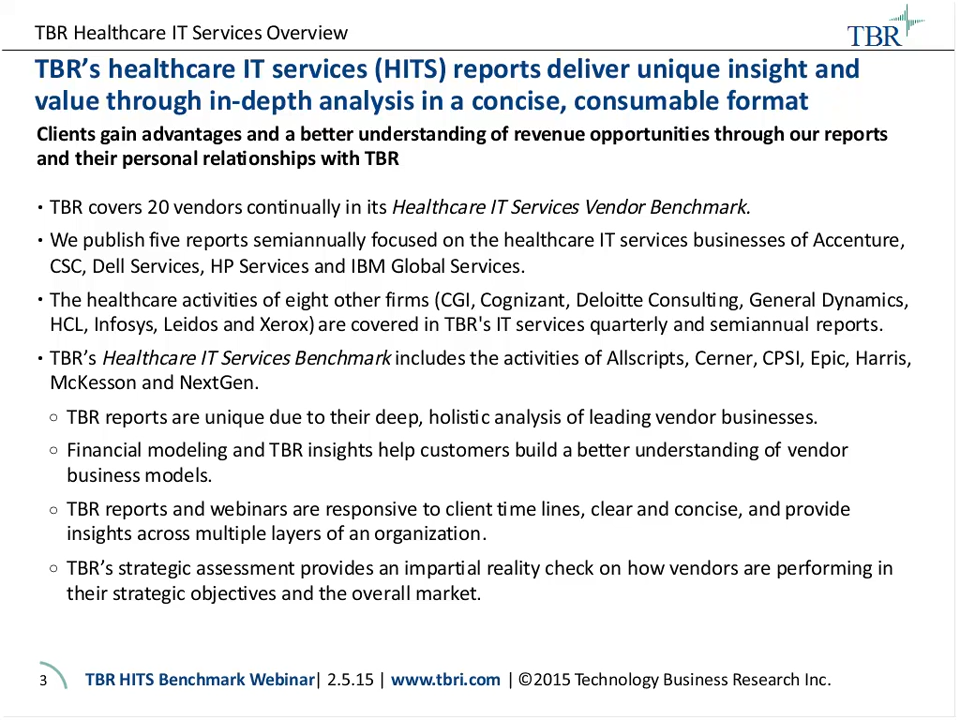 TBR Healthcare IT Services Overview
TBR
TBR’s healthcare IT services (HITS) reports deliver unique insight and
value through in-depth analysis in a concise, consumable format
Clients gain advantages and a better understanding of revenue opportunities through our reports
and their personal relationships with TBR
• TBR covers 20 vendors continually in its Healthcare IT Services Vendor Benchmark.
• We publish five reports semiannually focused on the healthcare IT services businesses of Accenture,
CSC, Dell Services, HP Services and IBM Global Services.
• The healthcare activities of eight other firms (CGI, Cognizant, Deloitte Consulting, General Dynamics,
HCL, Infosys, Leidos and Xerox) are covered in TBR's IT services quarterly and semiannual reports.
• TBR’s Healthcare IT Services Benchmark includes the activities of Allscripts, Cerner, CPSI, Epic, Harris,
McKesson and NextGen.
○ TBR reports are unique due to their deep, holistic analysis of leading vendor businesses.
○ Financial modeling and TBR insights help customers build a better understanding of vendor
business models.
○ TBR reports and webinars are responsive to client time lines, clear and concise, and provide
insights across multiple layers of an organization.
○ TBR’s strategic assessment provides an impartial reality check on how vendors are performing in
their strategic objectives and the overall market.
3 TBR HITS Benchmark Webinar| 2.5.15 | www.tbri.com | ©2015 Technology Business Research Inc.